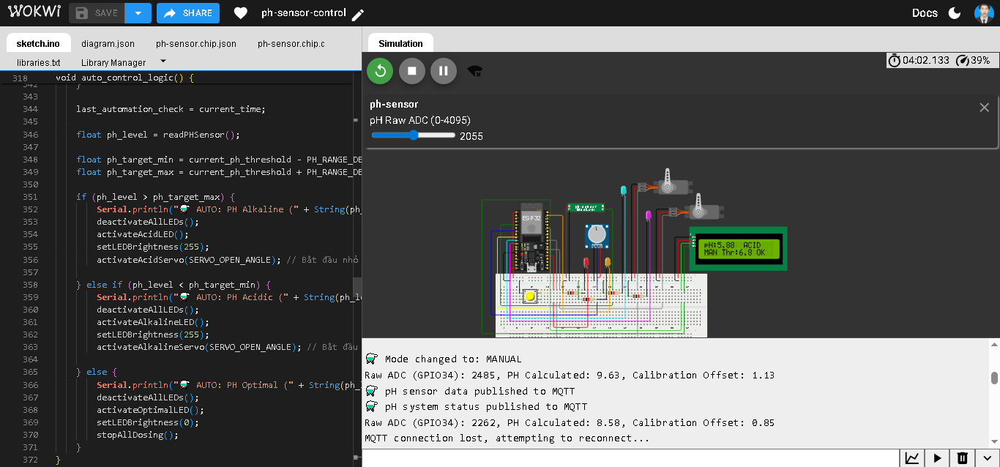 WOKWI SAVE SHARE ph-sensor-control Docs
sketch.ino diagram.json ph-sensor.chip.json ph-sensor.chip.c
libraries.txt Library Manager
318 void auto_control_logic() {
342 }
343
344 last_automation_check = current_time;
345
346 float ph_level = readPHSensor();
347
348 float ph_target_min = current_ph_threshold - PH_RANGE_DE
349 float ph_target_max = current_ph_threshold + PH_RANGE_DE
350
351 if (ph_level > ph_target_max) {
352 Serial.println(" AUTO: PH Alkaline (" + String(ph_
353 deactivateAllLEDs();
354 activateAcidLED();
355 setLEDBrightness(255);
356 activateAcidServo(SERVO_OPEN_ANGLE); // Bắt đầu nhỏ
357
358 } else if (ph_level < ph_target_min) {
359 Serial.println(" AUTO: PH Acidic (" + String(ph_l
360 deactivateAllLEDs();
361 activateAlkalineLED();
362 setLEDBrightness(255);
363 activateAlkalineServo(SERVO_OPEN_ANGLE); // Bắt đầu
364
365 } else {
366 Serial.println(" AUTO: PH Optimal (" + String(ph_
367 deactivateAllLEDs();
368 activateOptimalLED();
369 setLEDBrightness(0);
370 stopAllDosing();
371 }
372 }
Simulation
04:02.133 39%
ph-sensor
pH Raw ADC (0-4095)
2055
ESP32
pH:5.88 ACID
MAN Thr:6.8 OK
Mode changed to: MANUAL
Raw ADC (GPIO34): 2485, PH Calculated: 9.63, Calibration Offset: 1.13
pH sensor data published to MQTT
pH system status published to MQTT
Raw ADC (GPIO34): 2262, PH Calculated: 8.58, Calibration Offset: 0.85
MQTT connection lost, attempting to reconnect...